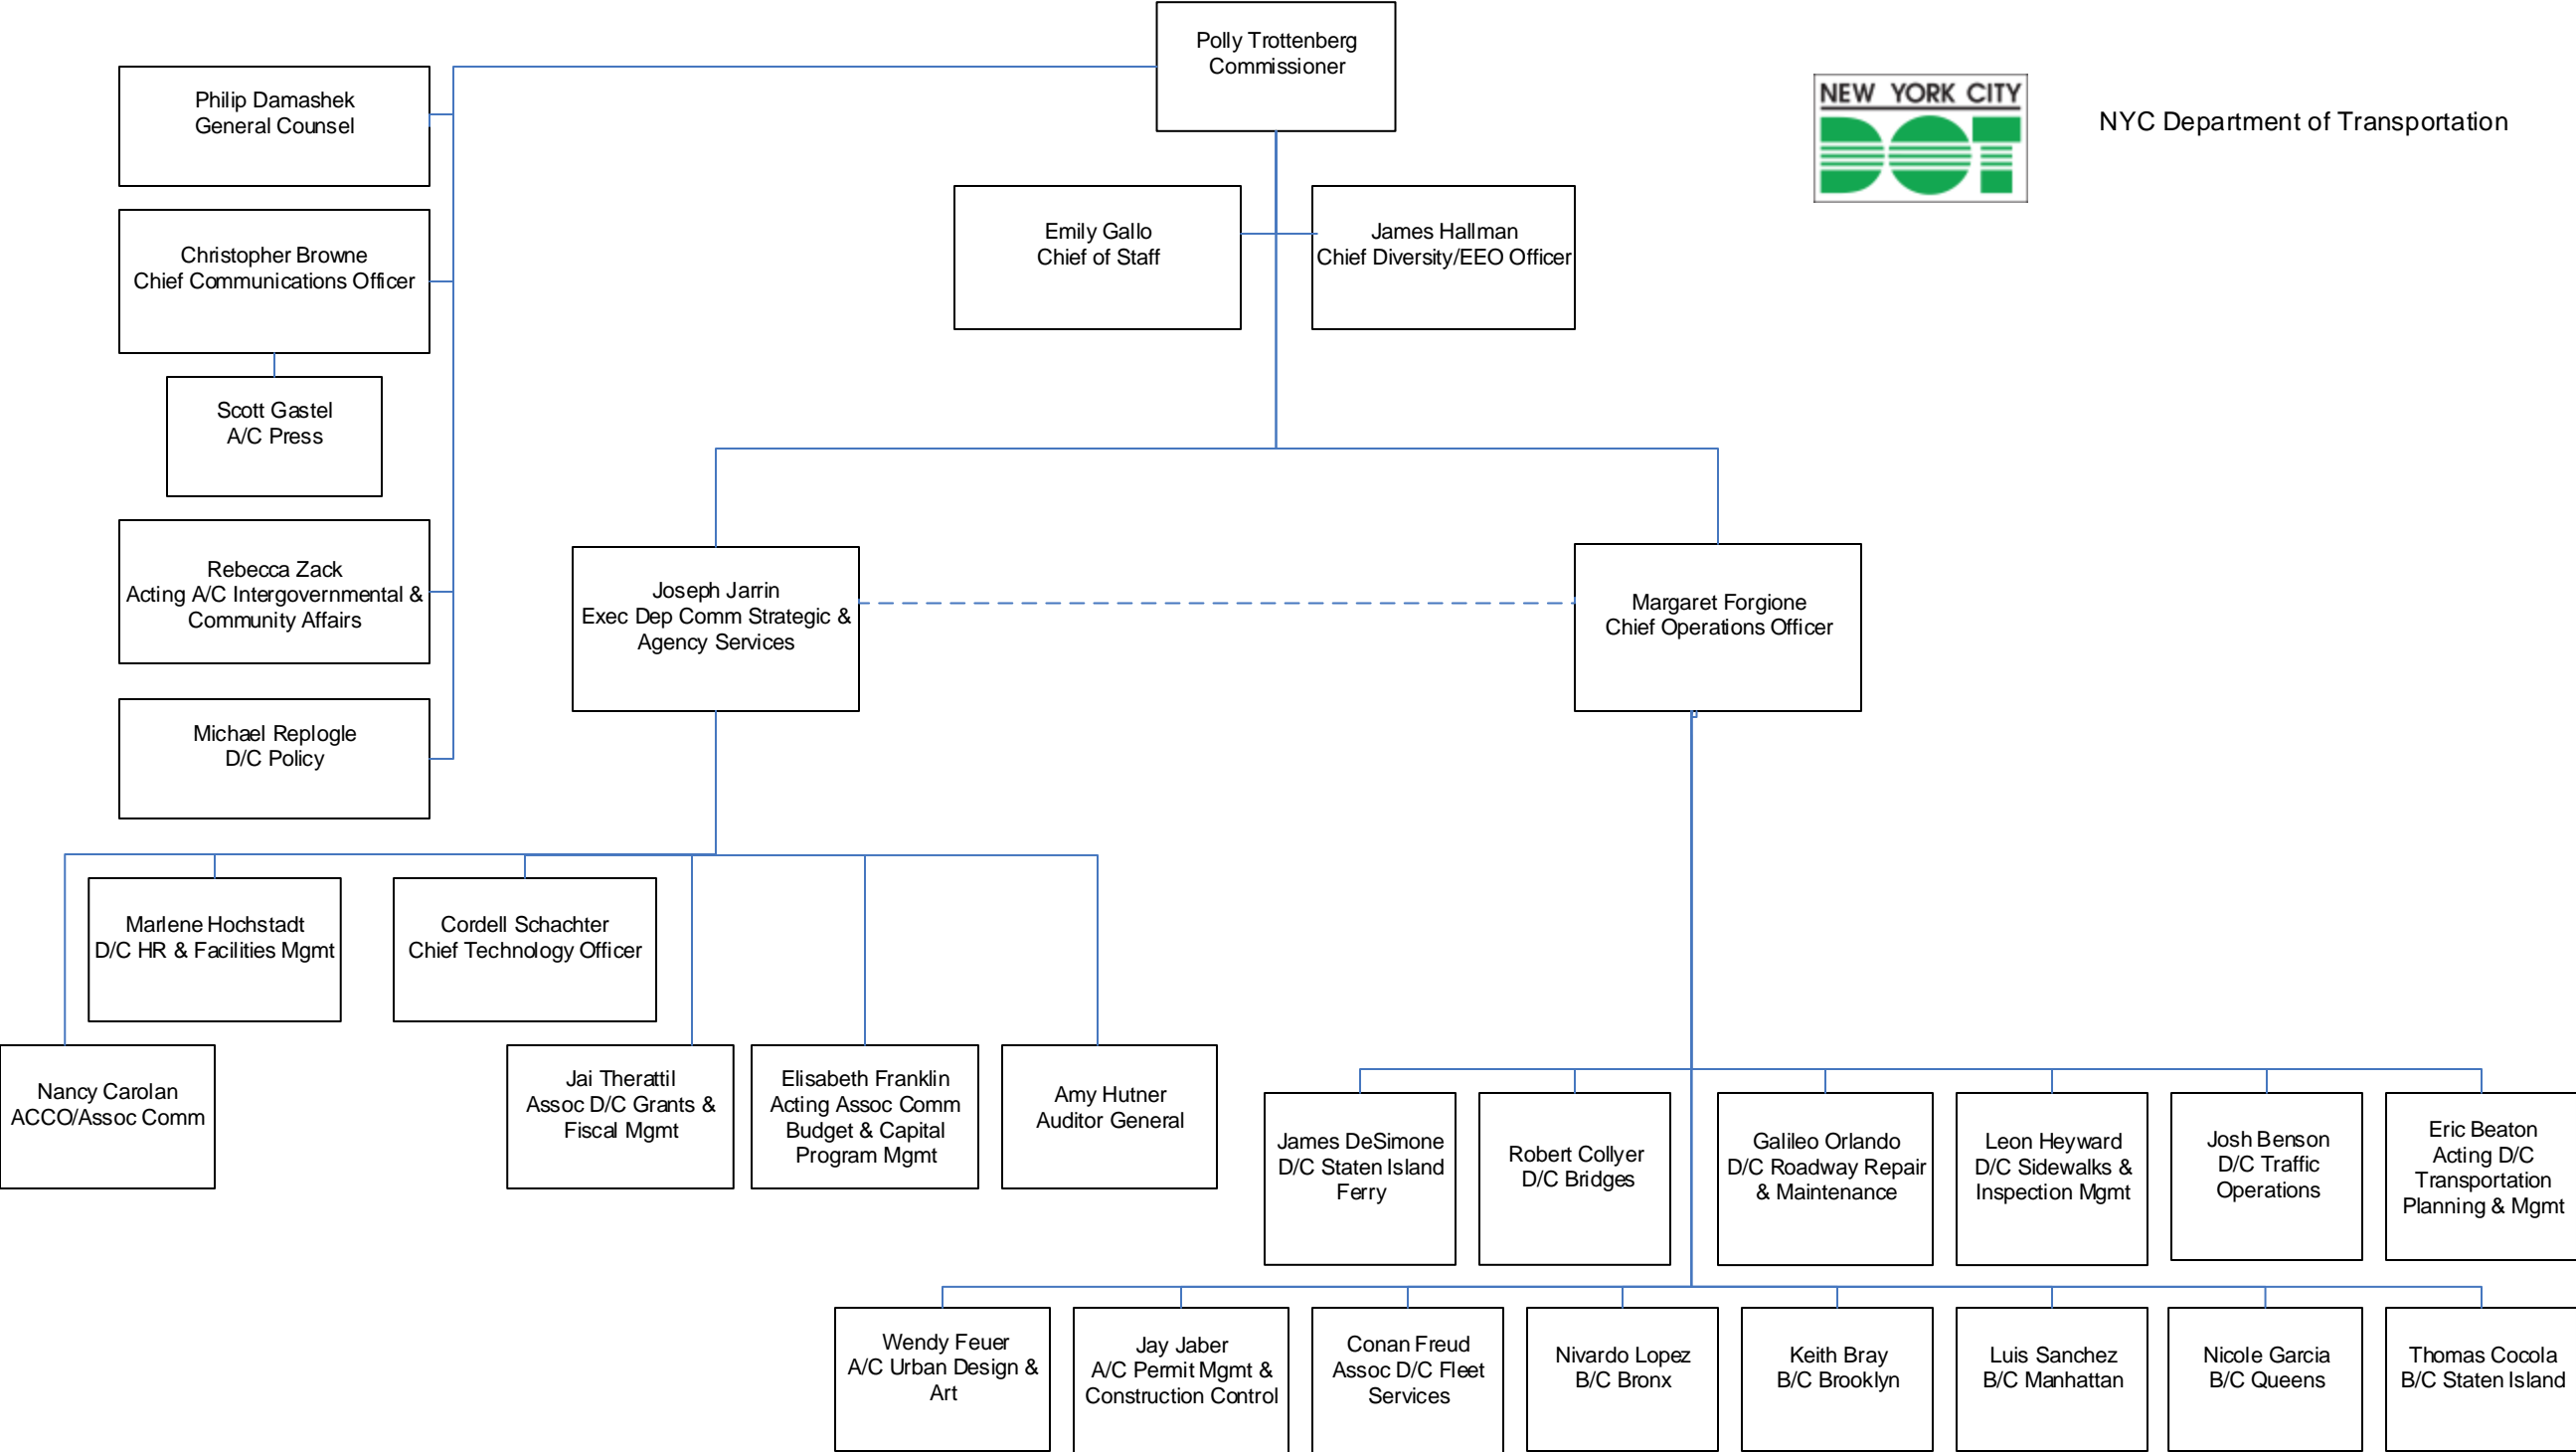 Polly Trottenberg
Commissioner
NEW YORK CITY
DOT
NYC Department of Transportation
Philip Damashek
General Counsel
Christopher Browne
Chief Communications Officer
Scott Gastel
A/C Press
Rebecca Zack
Acting A/C Intergovernmental &
Community Affairs
Michael Replogle
D/C Policy
Emily Gallo
Chief of Staff
James Hallman
Chief Diversity/EEO Officer
Joseph Jarrin
Exec Dep Comm Strategic &
Agency Services
Margaret Forgione
Chief Operations Officer
Marlene Hochstadt
D/C HR & Facilities Mgmt
Cordell Schachter
Chief Technology Officer
Nancy Carolan
ACCO/Assoc Comm
Jai Therattil
Assoc D/C Grants &
Fiscal Mgmt
Elisabeth Franklin
Acting Assoc Comm
Budget & Capital
Program Mgmt
Amy Hutner
Auditor General
James DeSimone
D/C Staten Island
Ferry
Robert Collyer
D/C Bridges
Galileo Orlando
D/C Roadway Repair
& Maintenance
Leon Heyward
D/C Sidewalks &
Inspection Mgmt
Josh Benson
D/C Traffic
Operations
Eric Beaton
Acting D/C
Transportation
Planning & Mgmt
Wendy Feuer
A/C Urban Design &
Art
Jay Jaber
A/C Permit Mgmt &
Construction Control
Conan Freud
Assoc D/C Fleet
Services
Nivardo Lopez
B/C Bronx
Keith Bray
B/C Brooklyn
Luis Sanchez
B/C Manhattan
Nicole Garcia
B/C Queens
Thomas Cocola
B/C Staten Island